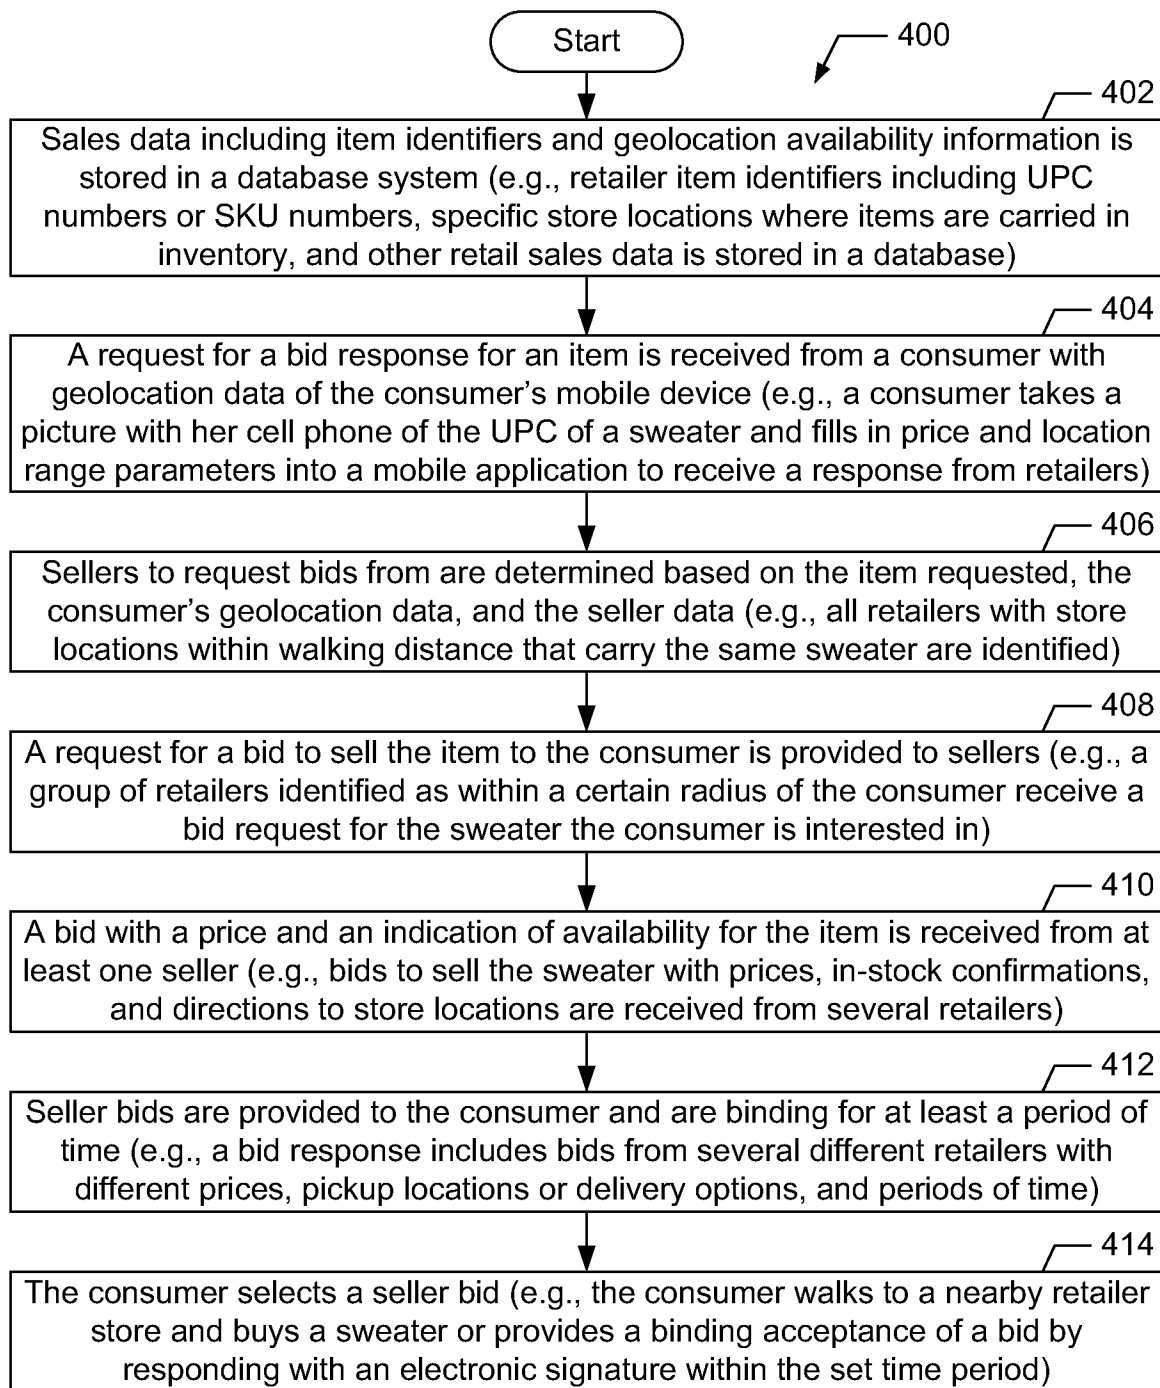 Start
400
402
Sales data including item identifiers and geolocation availability information is
stored in a database system (e.g., retailer item identifiers including UPC
numbers or SKU numbers, specific store locations where items are carried in
inventory, and other retail sales data is stored in a database)
404
A request for a bid response for an item is received from a consumer with
geolocation data of the consumer's mobile device (e.g., a consumer takes a
picture with her cell phone of the UPC of a sweater and fills in price and location
range parameters into a mobile application to receive a response from retailers)
406
Sellers to request bids from are determined based on the item requested, the
consumer's geolocation data, and the seller data (e.g., all retailers with store
locations within walking distance that carry the same sweater are identified)
408
A request for a bid to sell the item to the consumer is provided to sellers (e.g., a
group of retailers identified as within a certain radius of the consumer receive a
bid request for the sweater the consumer is interested in)
410
A bid with a price and an indication of availability for the item is received from at
least one seller (e.g., bids to sell the sweater with prices, in-stock confirmations,
and directions to store locations are received from several retailers)
412
Seller bids are provided to the consumer and are binding for at least a period of
time (e.g., a bid response includes bids from several different retailers with
different prices, pickup locations or delivery options, and periods of time)
414
The consumer selects a seller bid (e.g., the consumer walks to a nearby retailer
store and buys a sweater or provides a binding acceptance of a bid by
responding with an electronic signature within the set time period)